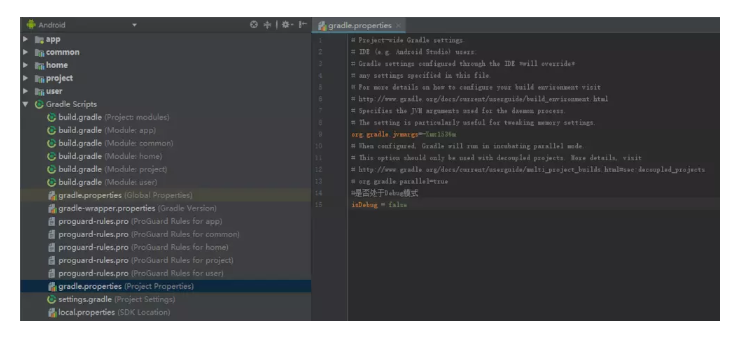 Android
app
common
home
project
user
Gradle Scripts
build.gradle (Project: modules)
build.gradle (Module: app)
build.gradle (Module: common)
build.gradle (Module: home)
build.gradle (Module: project)
build.gradle (Module: user)
gradle.properties (Global Properties)
gradle-wrapper.properties (Gradle Version)
proguard-rules.pro (ProGuard Rules for app)
proguard-rules.pro (ProGuard Rules for common)
proguard-rules.pro (ProGuard Rules for home)
proguard-rules.pro (ProGuard Rules for project)
proguard-rules.pro (ProGuard Rules for user)
gradle.properties (Project Properties)
settings.gradle (Project Settings)
local.properties (SDK Location)
gradle.properties ×
1 # Project-wide Gradle settings.
2 # IDE (e.g. Android Studio) users:
3 # Gradle settings configured through the IDE *will override*
4 # any settings specified in this file.
5 # For more details on how to configure your build environment visit
6 # http://www.gradle.org/docs/current/userguide/build_environment.html
7 # Specifies the JVM arguments used for the daemon process.
8 # The setting is particularly useful for tweaking memory settings.
9 org.gradle.jvmargs=-Xmx1536m
10 # When configured, Gradle will run in incubating parallel mode.
11 # This option should only be used with decoupled projects. More details, visit
12 # http://www.gradle.org/docs/current/userguide/multi_project_builds.html#sec:decoupled_projects
13 # org.gradle.parallel=true
14 #是否处于Debug模式
15 isDebug = false